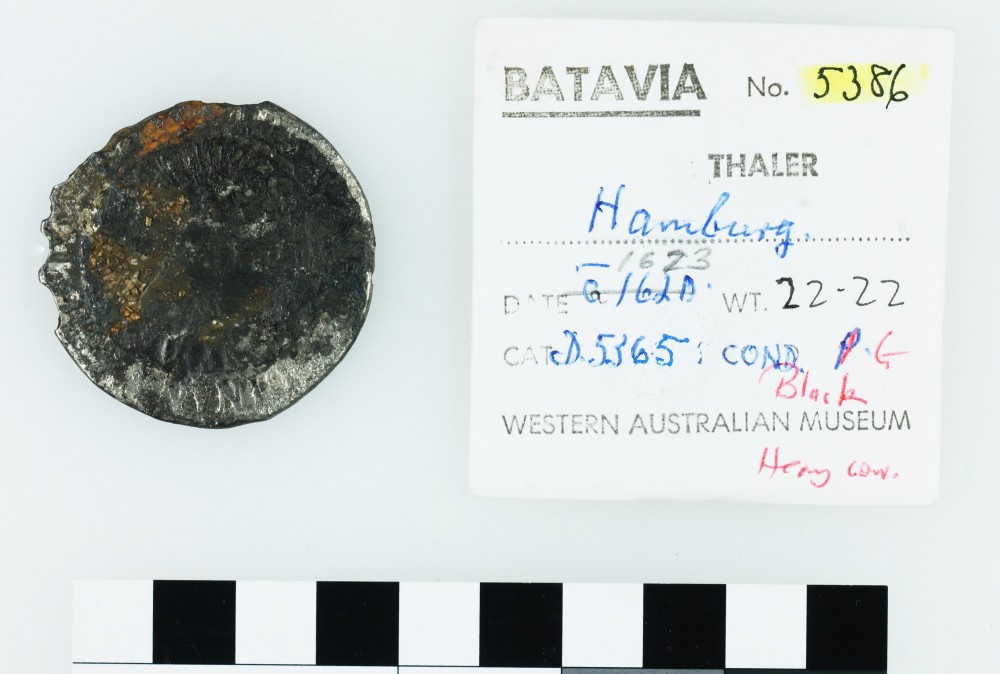 BATAVIA No. 5386
THALER
Hamburg.
1623
DATE G 162D. WT. 22-22
CAT. D.5365: COND. P.G
Black
WESTERN AUSTRALIAN MUSEUM
Heavy corr.